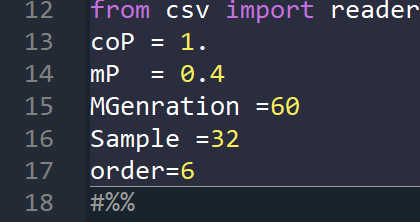 12 from csv import reader
13 coP = 1.
14 mP  = 0.4
15 MGenration =60
16 Sample =32
17 order=6
18 #%%